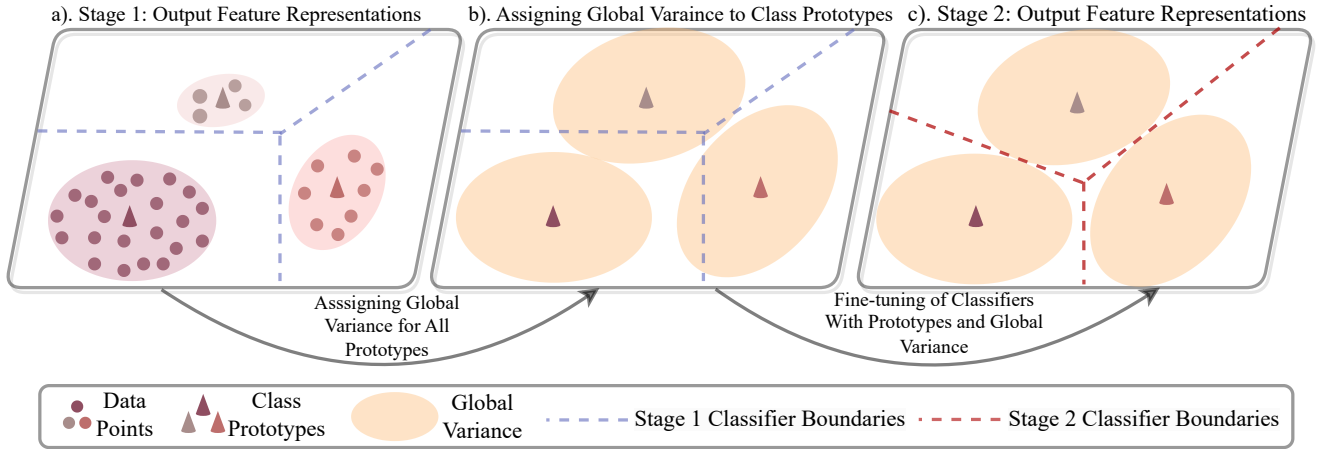 a). Stage 1: Output Feature Representations
b). Assigning Global Varaince to Class Prototypes
c). Stage 2: Output Feature Representations
Asssigning Global
Variance for All
Prototypes
Fine-tuning of Classifiers
With Prototypes and Global
Variance
Data
Points
Class
Prototypes
Global
Variance
Stage 1 Classifier Boundaries
Stage 2 Classifier Boundaries